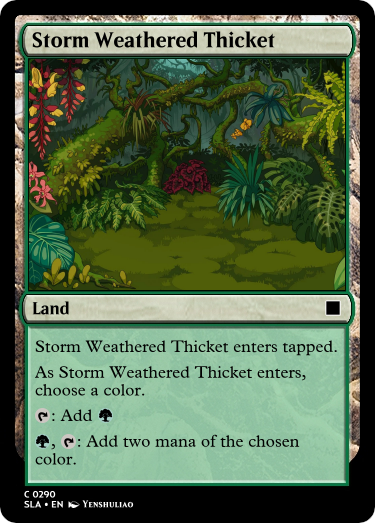 Storm Weathered Thicket
Land
Storm Weathered Thicket enters tapped.
As Storm Weathered Thicket enters,
choose a color.
: Add
, : Add two mana of the chosen
color.
C 0290
SLA • EN Yenshuliao